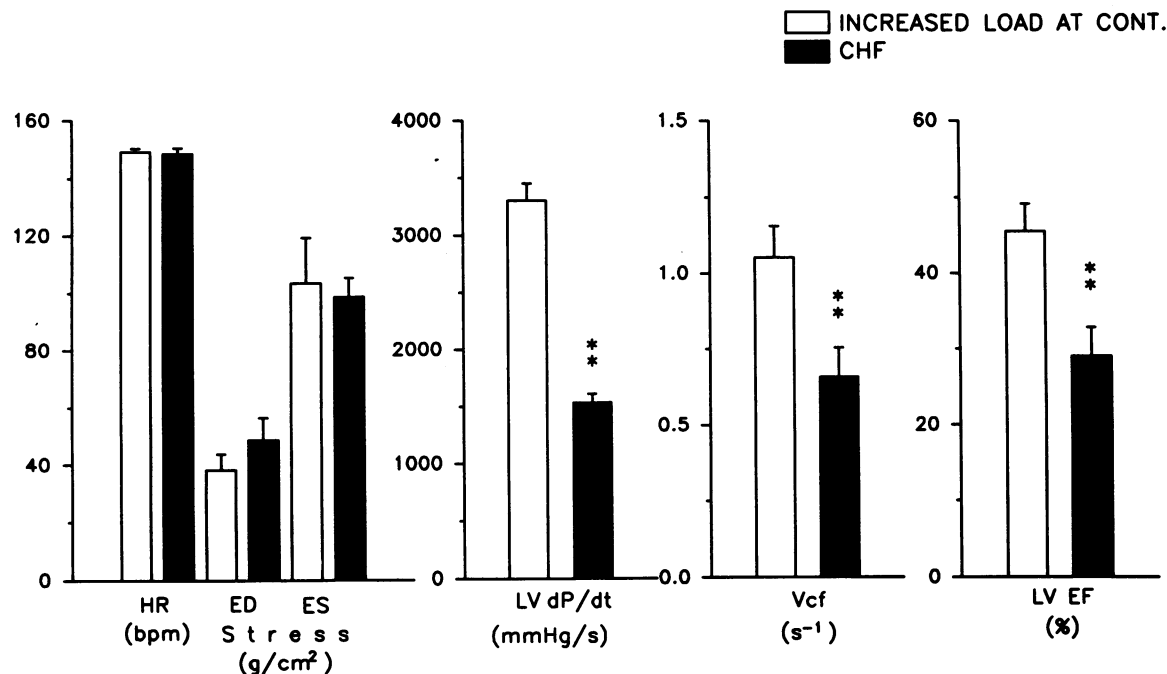 INCREASED LOAD AT CONT.
CHF
160
120
80
40
0
HR
(bpm)
ED
ES
Stress
(g/cm²)
4000
3000
2000
1000
0
**
LV dP/dt
(mmHg/s)
1.5
1.0
0.5
0.0
**
Vcf
(s⁻¹)
60
40
20
0
**
LV EF
(%)